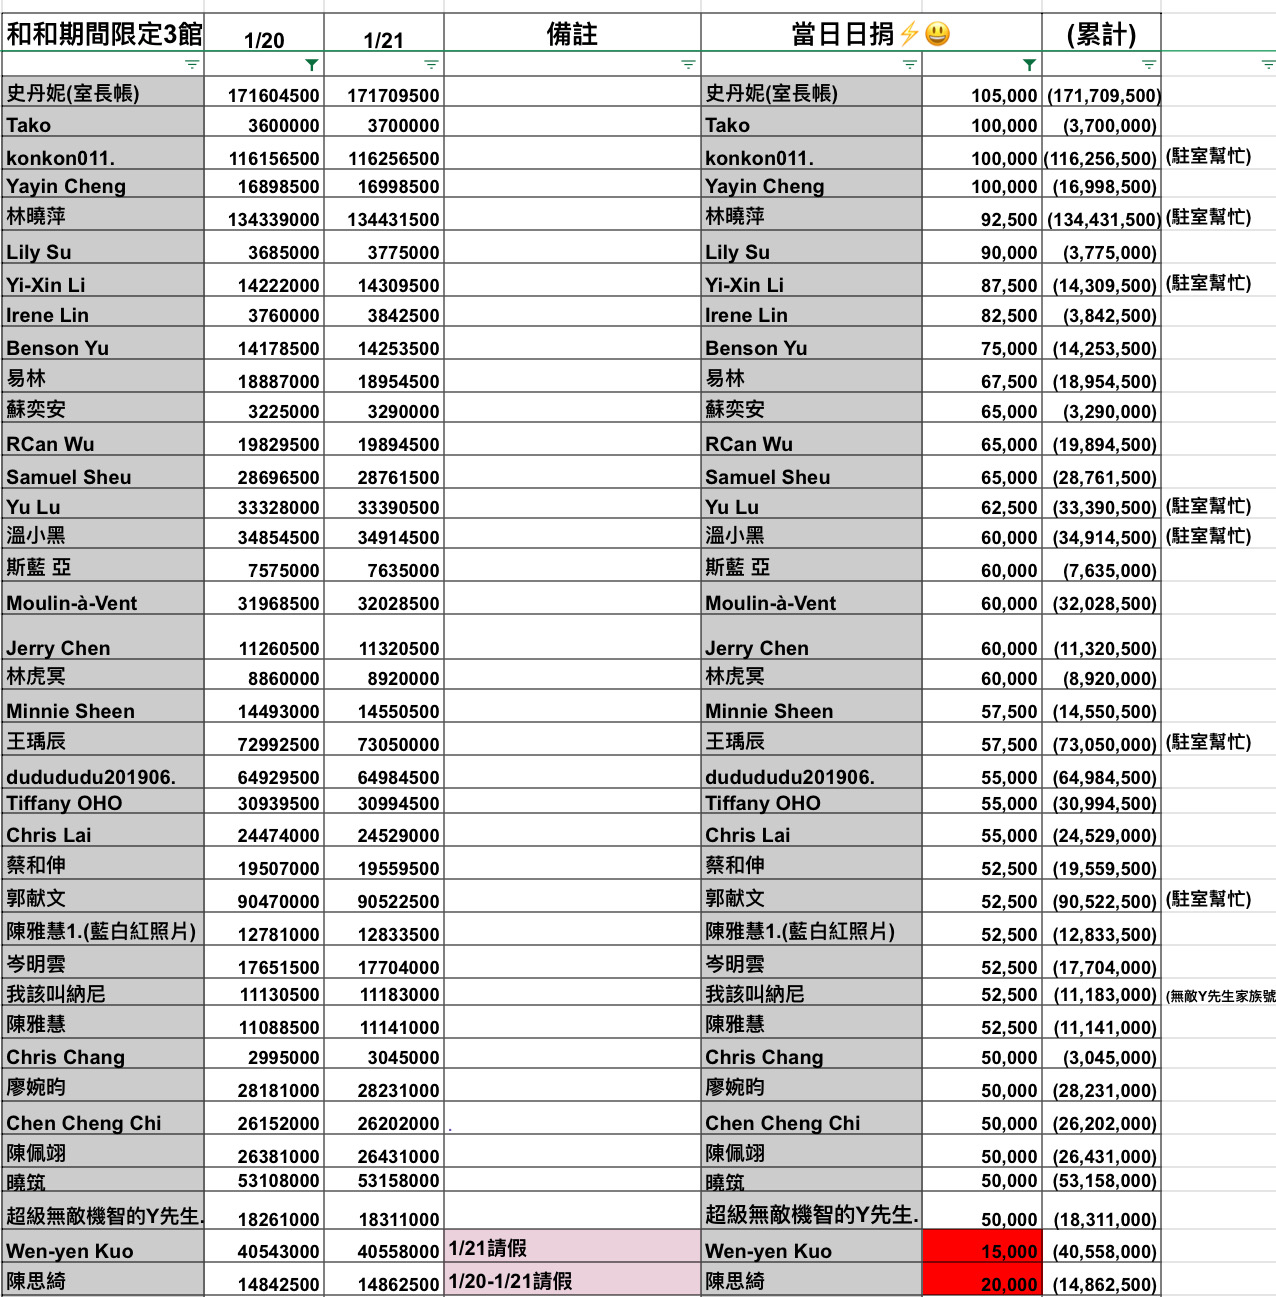 和和期間限定3館 1/20 1/21 備註 當日日捐⚡😃 (累計)
史丹妮(室長帳) 171604500 171709500 史丹妮(室長帳) 105,000 (171,709,500)
Tako 3600000 3700000 Tako 100,000 (3,700,000)
konkon011. 116156500 116256500 konkon011. 100,000 (116,256,500) (駐室幫忙)
Yayin Cheng 16898500 16998500 Yayin Cheng 100,000 (16,998,500)
林曉萍 134339000 134431500 林曉萍 92,500 (134,431,500) (駐室幫忙)
Lily Su 3685000 3775000 Lily Su 90,000 (3,775,000)
Yi-Xin Li 14222000 14309500 Yi-Xin Li 87,500 (14,309,500) (駐室幫忙)
Irene Lin 3760000 3842500 Irene Lin 82,500 (3,842,500)
Benson Yu 14178500 14253500 Benson Yu 75,000 (14,253,500)
易林 18887000 18954500 易林 67,500 (18,954,500)
蘇奕安 3225000 3290000 蘇奕安 65,000 (3,290,000)
RCan Wu 19829500 19894500 RCan Wu 65,000 (19,894,500)
Samuel Sheu 28696500 28761500 Samuel Sheu 65,000 (28,761,500)
Yu Lu 33328000 33390500 Yu Lu 62,500 (33,390,500) (駐室幫忙)
溫小黑 34854500 34914500 溫小黑 60,000 (34,914,500) (駐室幫忙)
斯藍 亞 7575000 7635000 斯藍 亞 60,000 (7,635,000)
Moulin-à-Vent 31968500 32028500 Moulin-à-Vent 60,000 (32,028,500)
Jerry Chen 11260500 11320500 Jerry Chen 60,000 (11,320,500)
林虎冥 8860000 8920000 林虎冥 60,000 (8,920,000)
Minnie Sheen 14493000 14550500 Minnie Sheen 57,500 (14,550,500)
王瑀辰 72992500 73050000 王瑀辰 57,500 (73,050,000) (駐室幫忙)
dudududu201906. 64929500 64984500 dudududu201906. 55,000 (64,984,500)
Tiffany OHO 30939500 30994500 Tiffany OHO 55,000 (30,994,500)
Chris Lai 24474000 24529000 Chris Lai 55,000 (24,529,000)
蔡和伸 19507000 19559500 蔡和伸 52,500 (19,559,500)
郭献文 90470000 90522500 郭献文 52,500 (90,522,500) (駐室幫忙)
陳雅慧1.(藍白紅照片) 12781000 12833500 陳雅慧1.(藍白紅照片) 52,500 (12,833,500)
岑明雲 17651500 17704000 岑明雲 52,500 (17,704,000)
我該叫納尼 11130500 11183000 我該叫納尼 52,500 (11,183,000) (無敵Y先生家族號
陳雅慧 11088500 11141000 陳雅慧 52,500 (11,141,000)
Chris Chang 2995000 3045000 Chris Chang 50,000 (3,045,000)
廖婉昀 28181000 28231000 廖婉昀 50,000 (28,231,000)
Chen Cheng Chi 26152000 26202000 . Chen Cheng Chi 50,000 (26,202,000)
陳佩翊 26381000 26431000 陳佩翊 50,000 (26,431,000)
曉筑 53108000 53158000 曉筑 50,000 (53,158,000)
超級無敵機智的Y先生. 18261000 18311000 超級無敵機智的Y先生. 50,000 (18,311,000)
Wen-yen Kuo 40543000 40558000 1/21請假 Wen-yen Kuo 15,000 (40,558,000)
陳思綺 14842500 14862500 1/20-1/21請假 陳思綺 20,000 (14,862,500)